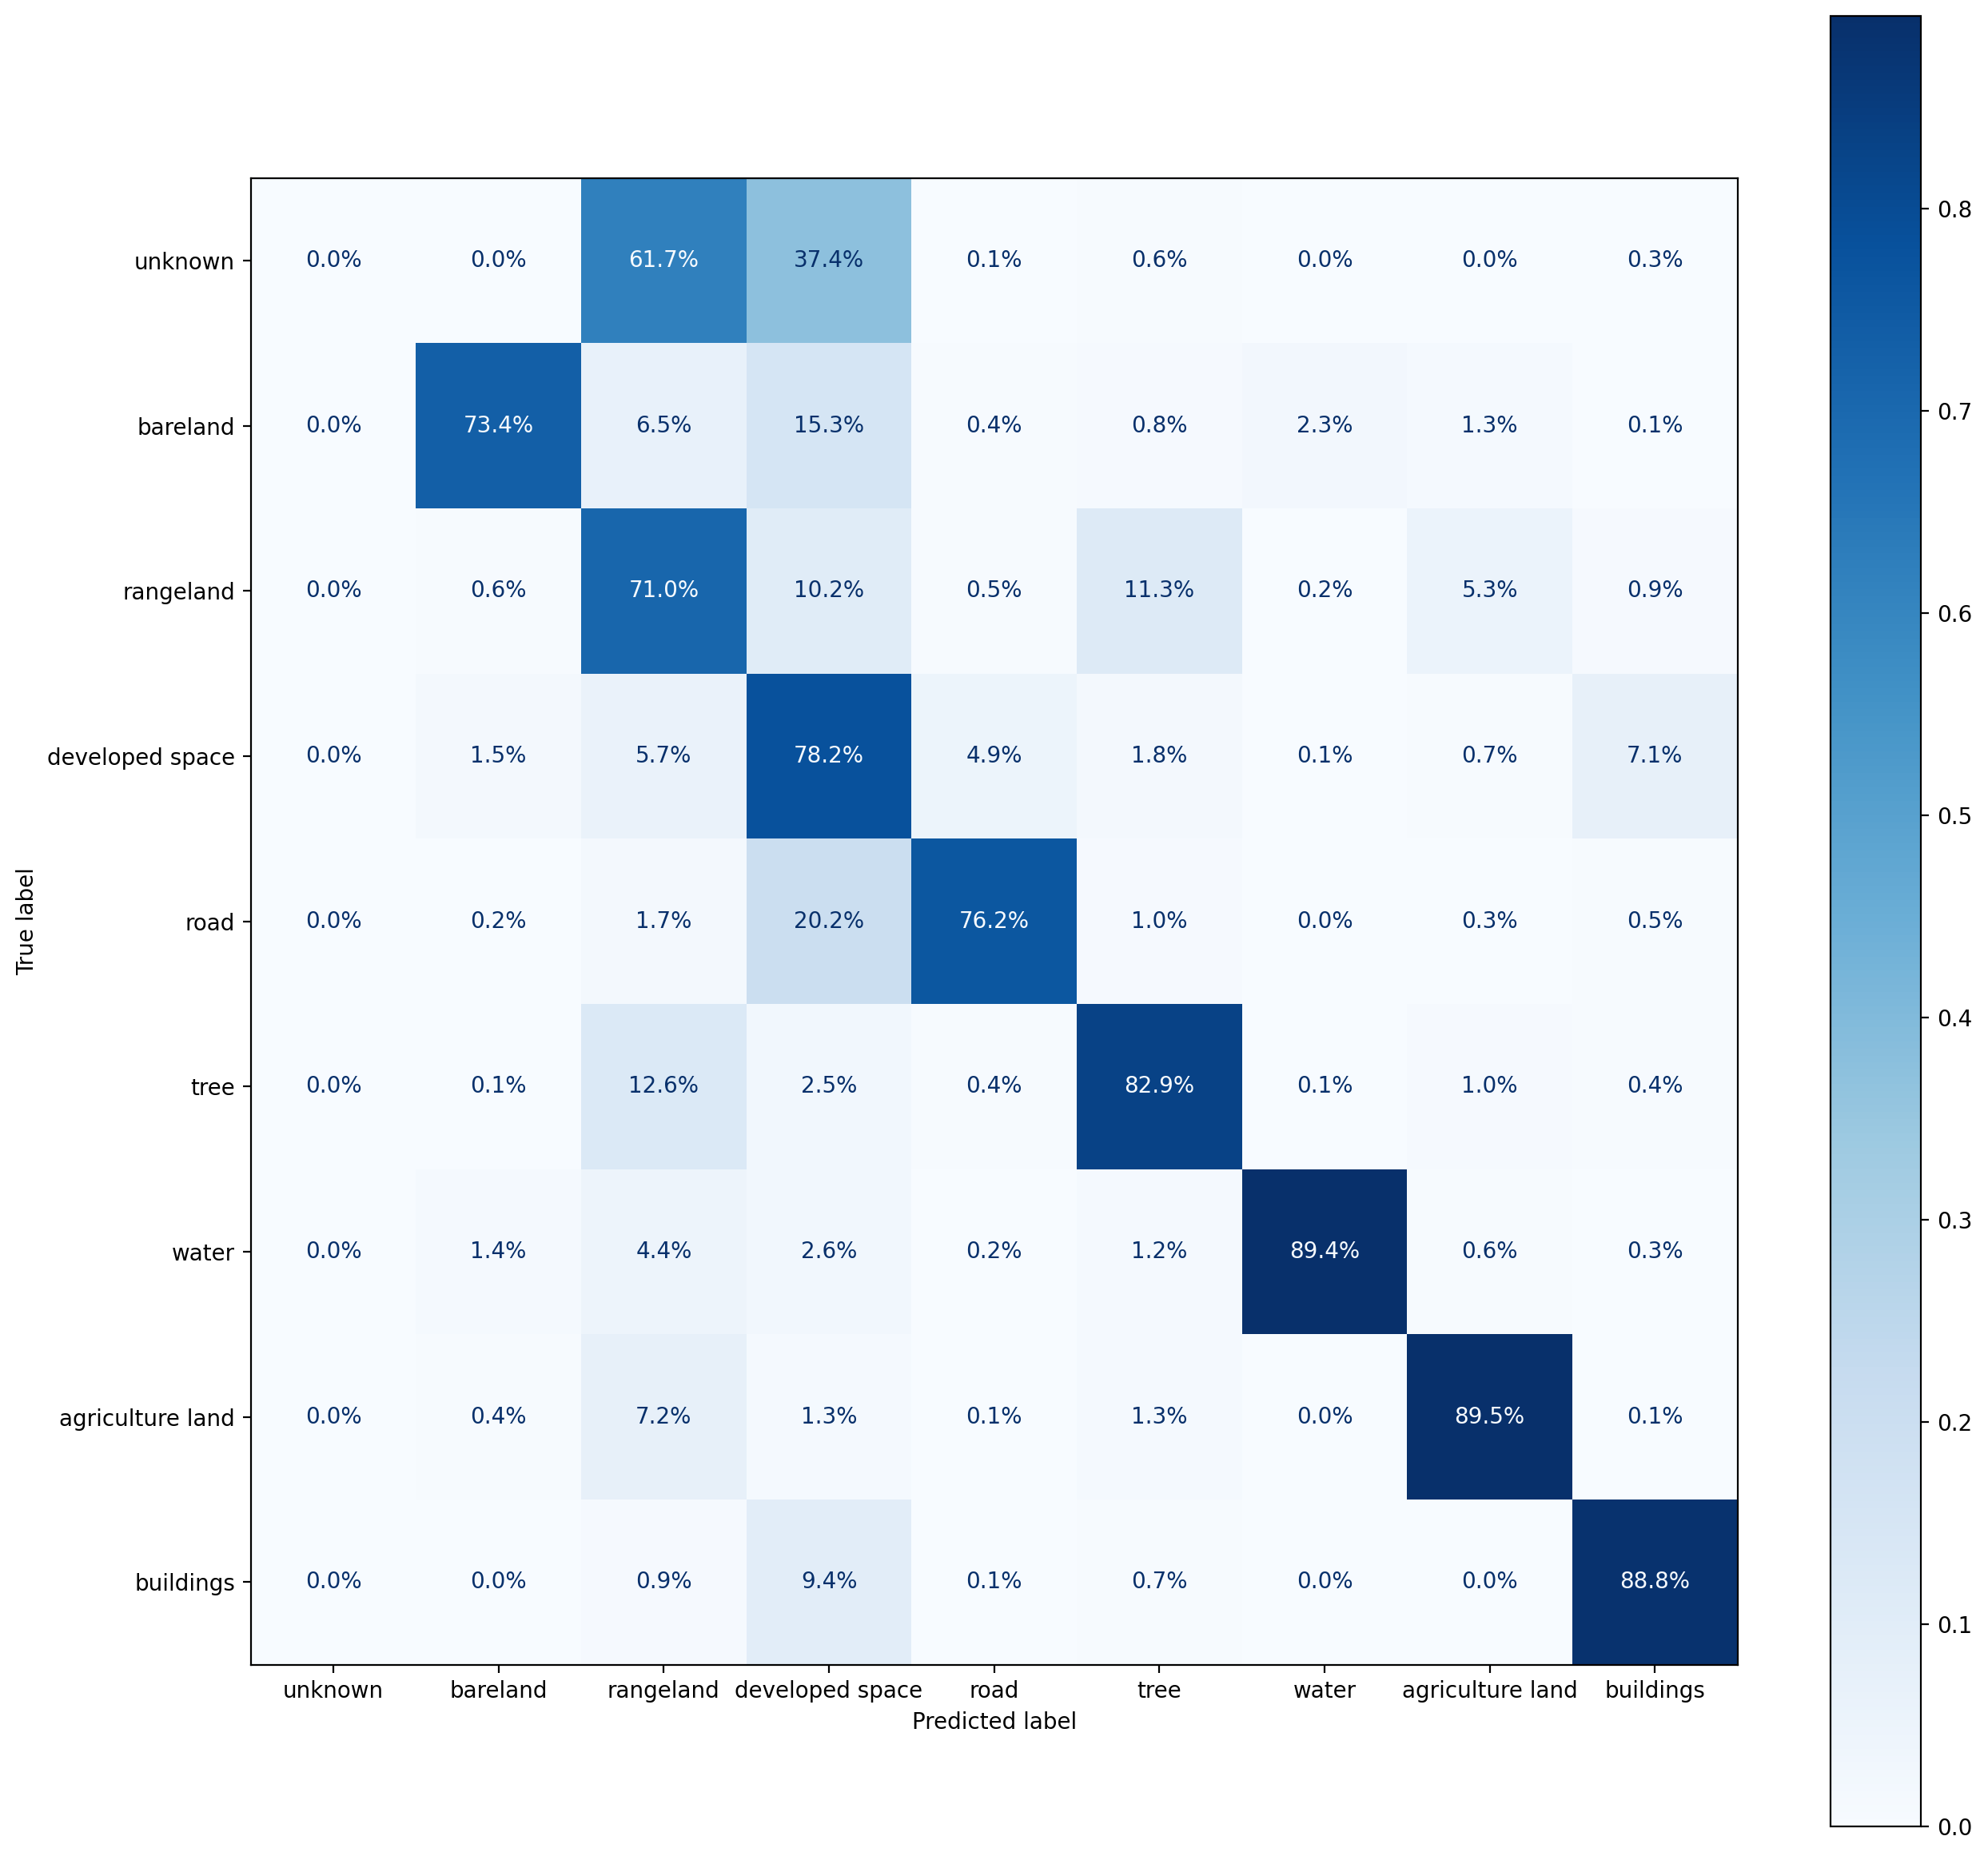 unknown 0.0% 0.0% 61.7% 37.4% 0.1% 0.6% 0.0% 0.0% 0.3%
bareland 0.0% 73.4% 6.5% 15.3% 0.4% 0.8% 2.3% 1.3% 0.1%
rangeland 0.0% 0.6% 71.0% 10.2% 0.5% 11.3% 0.2% 5.3% 0.9%
developed space 0.0% 1.5% 5.7% 78.2% 4.9% 1.8% 0.1% 0.7% 7.1%
road 0.0% 0.2% 1.7% 20.2% 76.2% 1.0% 0.0% 0.3% 0.5%
tree 0.0% 0.1% 12.6% 2.5% 0.4% 82.9% 0.1% 1.0% 0.4%
water 0.0% 1.4% 4.4% 2.6% 0.2% 1.2% 89.4% 0.6% 0.3%
agriculture land 0.0% 0.4% 7.2% 1.3% 0.1% 1.3% 0.0% 89.5% 0.1%
buildings 0.0% 0.0% 0.9% 9.4% 0.1% 0.7% 0.0% 0.0% 88.8%
unknown bareland rangeland developed space road tree water agriculture land buildings
Predicted label
True label
0.8
0.7
0.6
0.5
0.4
0.3
0.2
0.1
0.0